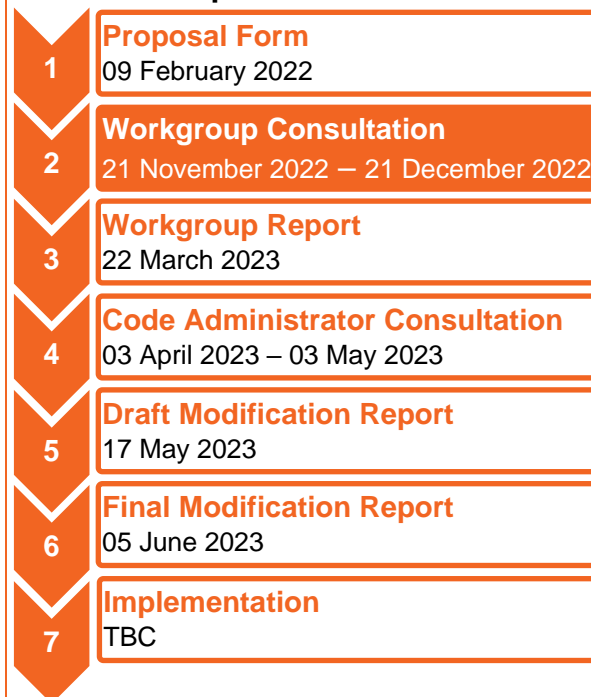 1
Proposal Form
09 February 2022
2
Workgroup Consultation
21 November 2022 – 21 December 2022
3
Workgroup Report
22 March 2023
4
Code Administrator Consultation
03 April 2023 – 03 May 2023
5
Draft Modification Report
17 May 2023
6
Final Modification Report
05 June 2023
7
Implementation
TBC